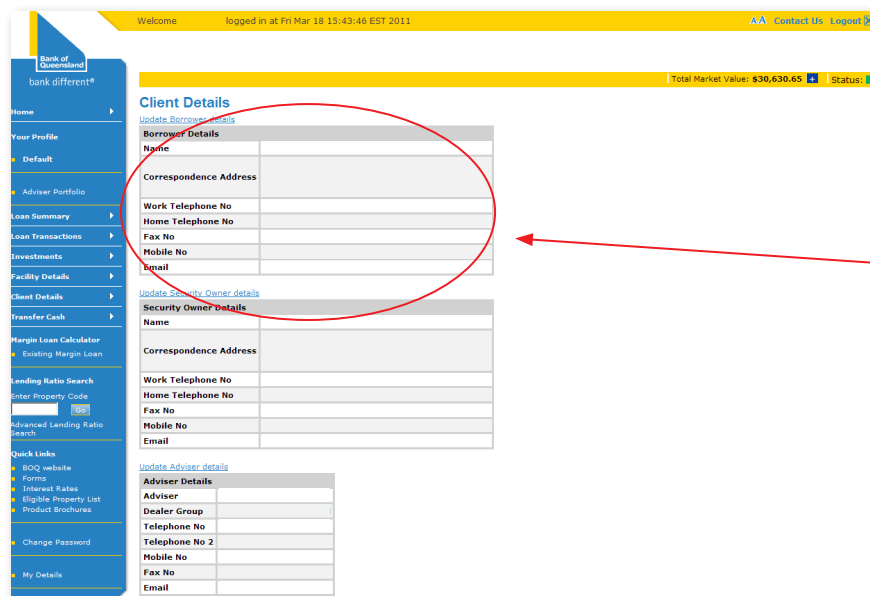 Welcome logged in at Fri Mar 18 15:43:46 EST 2011
AA Contact Us Logout
Bank of
Queensland
bank different®
Total Market Value: $30,630.65 + Status:
Home
Your Profile
Default
Adviser Portfolio
Loan Summary
Loan Transactions
Investments
Facility Details
Client Details
Transfer Cash
Margin Loan Calculator
Existing Margin Loan
Lending Ratio Search
Enter Property Code
Go
Advanced Lending Ratio
Search
Quick Links
BOQ website
Forms
Interest Rates
Eligible Property List
Product Brochures
Change Password
My Details
Client Details
Update Borrower details
Borrower Details
Name
Correspondence Address
Work Telephone No
Home Telephone No
Fax No
Mobile No
Email
Update Security Owner details
Security Owner Details
Name
Correspondence Address
Work Telephone No
Home Telephone No
Fax No
Mobile No
Email
Update Adviser details
Adviser Details
Adviser
Dealer Group
Telephone No
Telephone No 2
Mobile No
Fax No
Email